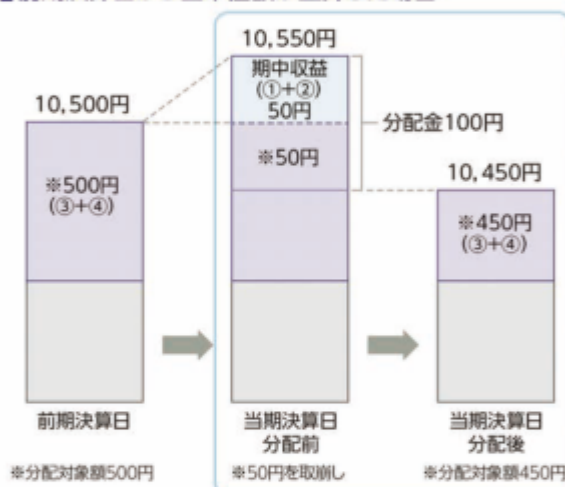 10,550円
期中収益
(①+②)
50円
10,500円
分配金100円
※50円
10,450円
※500円
(③+④)
※450円
(③+④)
前期決算日
当期決算日
分配前
当期決算日
分配後
※分配対象額500円
※50円を取崩し
※分配対象額450円